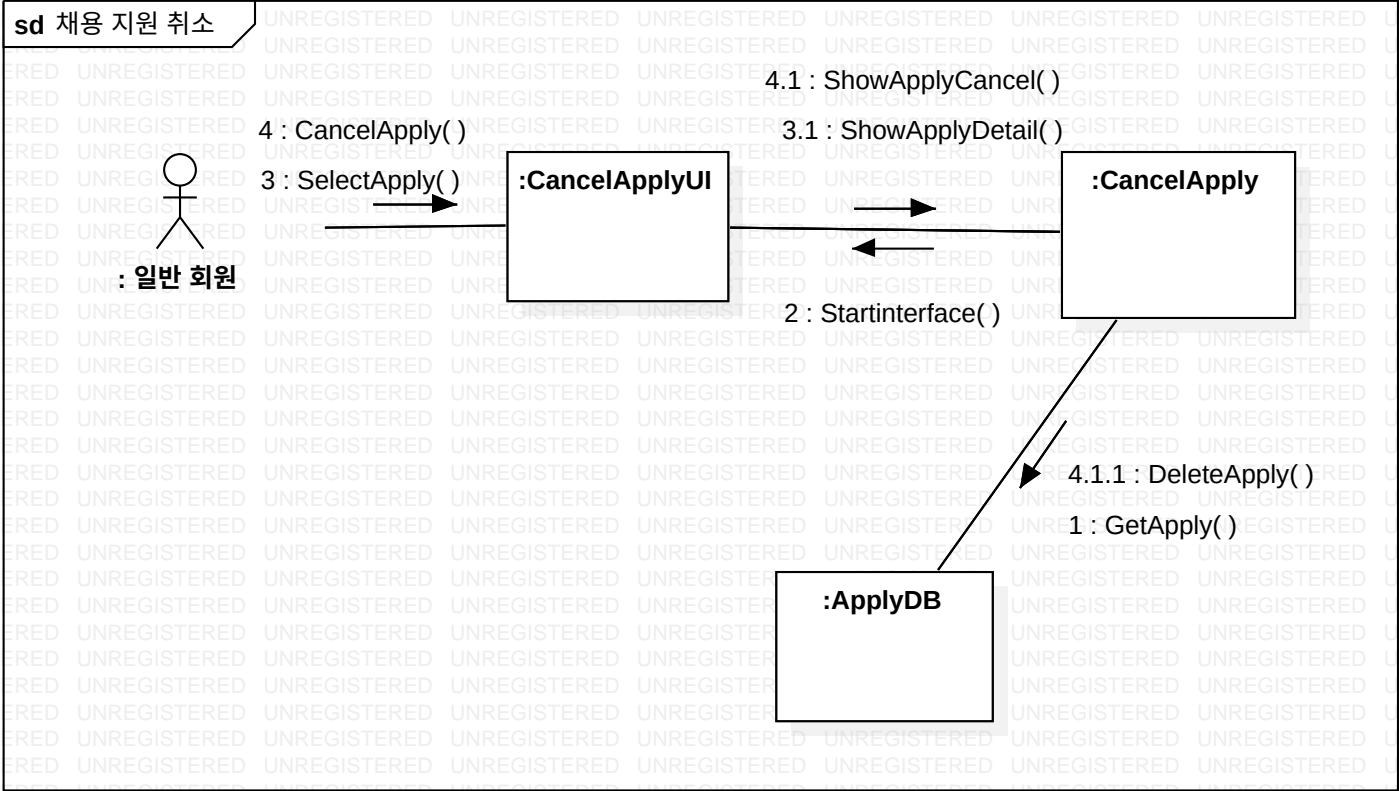 sd 채용 지원 취소
4.1 : ShowApplyCancel( )
4 : CancelApply( )
3.1 : ShowApplyDetail( )
3 : SelectApply( )
:CancelApplyUI
:CancelApply
: 일반 회원
2 : Startinterface( )
4.1.1 : DeleteApply( )
1 : GetApply( )
:ApplyDB
UNREGISTERED